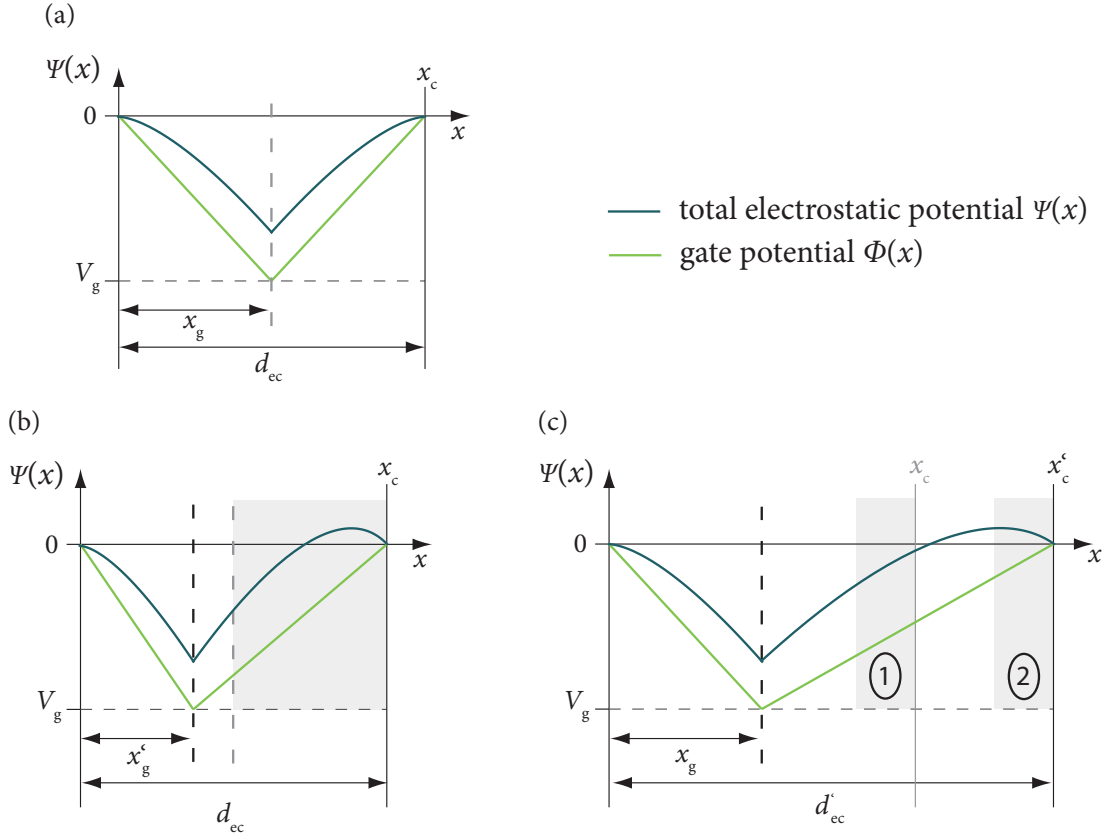 (a)
Ψ(x)
x_c
0
x
V_g
x_g
d_ec
total electrostatic potential Ψ(x)
gate potential Φ(x)
(b)
Ψ(x)
x_c
0
x
V_g
x‘_g
d_ec
(c)
Ψ(x)
x_c
x‘_c
0
x
1
2
V_g
x_g
d‘_ec